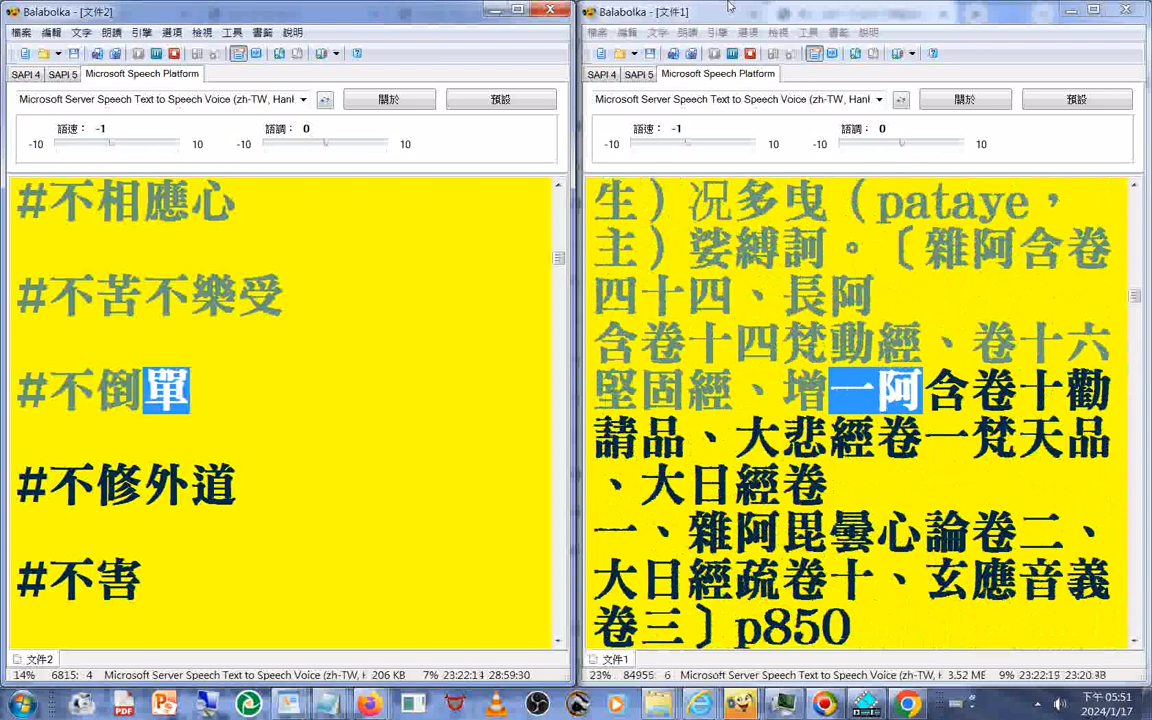 Balabolka - [文件2]
檔案 編輯 文字 朗讀 引擎 選項 檢視 工具 書籤 說明
SAPI 4 SAPI 5 Microsoft Speech Platform
Microsoft Server Speech Text to Speech Voice (zh-TW, Hanl
關於 預設
語速： -1 語調： 0
-10 10 -10 10
#不相應心
#不苦不樂受
#不倒單
#不修外道
#不害
文件2
14% 6815: 4 Microsoft Server Speech Text to Speech Voice (zh-TW, H 206 KB 7% 23:22:14 28:59:30
Balabolka - [文件1]
檔案 編輯 文字 朗讀 引擎 選項 檢視 工具 書籤 說明
SAPI 4 SAPI 5 Microsoft Speech Platform
Microsoft Server Speech Text to Speech Voice (zh-TW, Hanl
關於 預設
語速： -1 語調： 0
-10 10 -10 10
生）況多曳（pataye，
主）娑縛訶。〔雜阿含卷
四十四、長阿
含卷十四梵動經、卷十六
堅固經、增一阿含卷十勸
請品、大悲經卷一梵天品
、大日經卷
一、雜阿毘曇心論卷二、
大日經疏卷十、玄應音義
卷三〕p850
文件1
23% 84955: 6 Microsoft Server Speech Text to Speech Voice (zh-TW, H 3.52 MB 9% 23:19:29 23:20:48
下午 05:51
2024/1/17